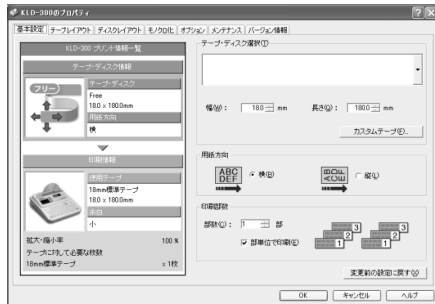 KLD-300のプロパティ
基本設定 テープレイアウト ディスクレイアウト モノクロ化 オプション メンテナンス バージョン情報
KLD-300 プリント情報一覧
テープ・ディスク情報
フリー
テープ・ディスク
Free
18.0 x 180.0mm
用紙方向
横
印刷情報
使用テープ
18mm標準テープ
18.0 x 180.0mm
余白
小
拡大・縮小率 100 %
テープに対して必要な枚数
18mm標準テープ x 1枚
テープ・ディスク選択(T)
幅(W): 18.0 mm 長さ(Q): 180.0 mm
カスタムテープ(E)...
用紙方向
ABC
DEF
横(B)
ABC
DEF
縦(L)
印刷部数
部数(C): 1 部
部単位で印刷(E)
1 2 3
1 2 3
変更前の設定に戻す(V)
OK キャンセル ヘルプ